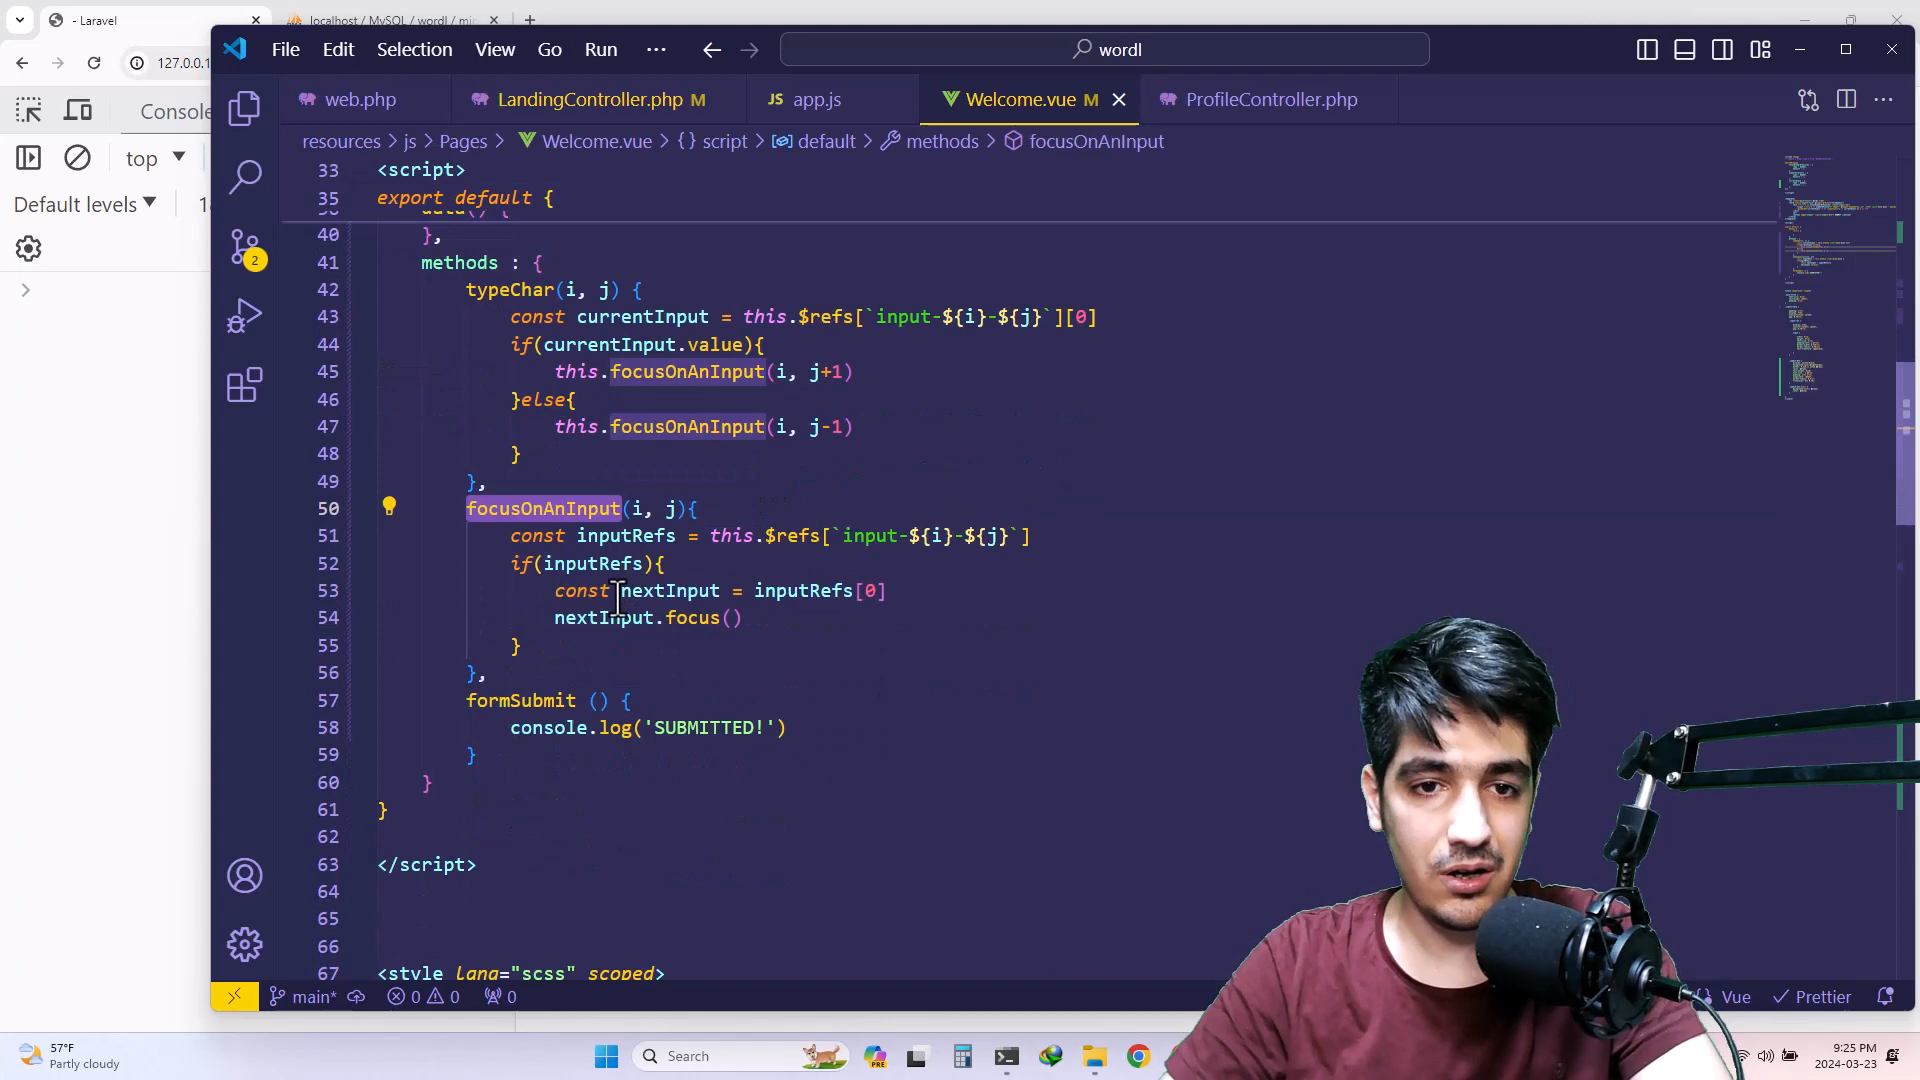 - Laravel
localhost / MySQL / wordl / mi
127.0.0.1
File Edit Selection View Go Run
wordl
Console
web.php
LandingController.php M
JS app.js
Welcome.vue M
ProfileController.php
resources > js > Pages > Welcome.vue > {} script > default > methods > focusOnAnInput
top
Default levels
2
33 <script>
35 export default {
data() {
40 },
41 methods : {
42 typeChar(i, j) {
43 const currentInput = this.$refs[`input-${i}-${j}`][0]
44 if(currentInput.value){
45 this.focusOnAnInput(i, j+1)
46 }else{
47 this.focusOnAnInput(i, j-1)
48 }
49 },
50 focusOnAnInput(i, j){
51 const inputRefs = this.$refs[`input-${i}-${j}`]
52 if(inputRefs){
53 const nextInput = inputRefs[0]
54 nextInput.focus()
55 }
56 },
57 formSubmit () {
58 console.log('SUBMITTED!')
59 }
60 }
61 }
62
63 </script>
64
65
66
67 <style lang="scss" scoped>
main* 0 0 0
Vue Prettier
57°F
Partly cloudy
Search
PRE
9:25 PM
2024-03-23